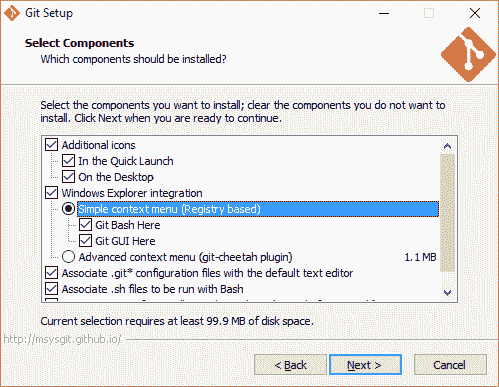 Git Setup
Select Components
Which components should be installed?
Select the components you want to install; clear the components you do not want to
install. Click Next when you are ready to continue.
Additional icons
In the Quick Launch
On the Desktop
Windows Explorer integration
Simple context menu (Registry based)
Git Bash Here
Git GUI Here
Advanced context menu (git-cheetah plugin) 1.1 MB
Associate .git* configuration files with the default text editor
Associate .sh files to be run with Bash
Current selection requires at least 99.9 MB of disk space.
http://msysgit.github.io/
< Back Next > Cancel